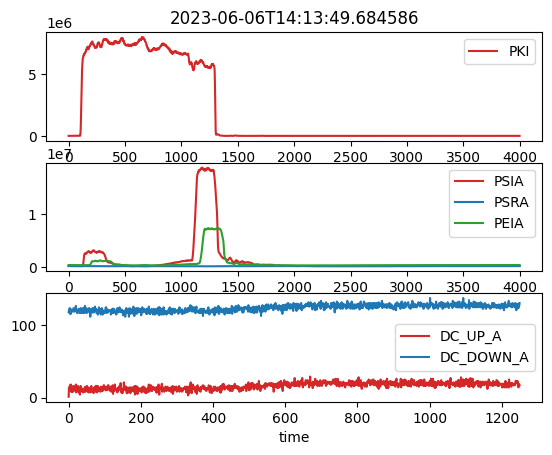 2023-06-06T14:13:49.684586
1e6
PKI
5
0
0 500 1000 1500 2000 2500 3000 3500 4000
1e7
PSIA
PSRA
PEIA
1
0
0 500 1000 1500 2000 2500 3000 3500 4000
100
DC_UP_A
DC_DOWN_A
0
0 200 400 600 800 1000 1200
time